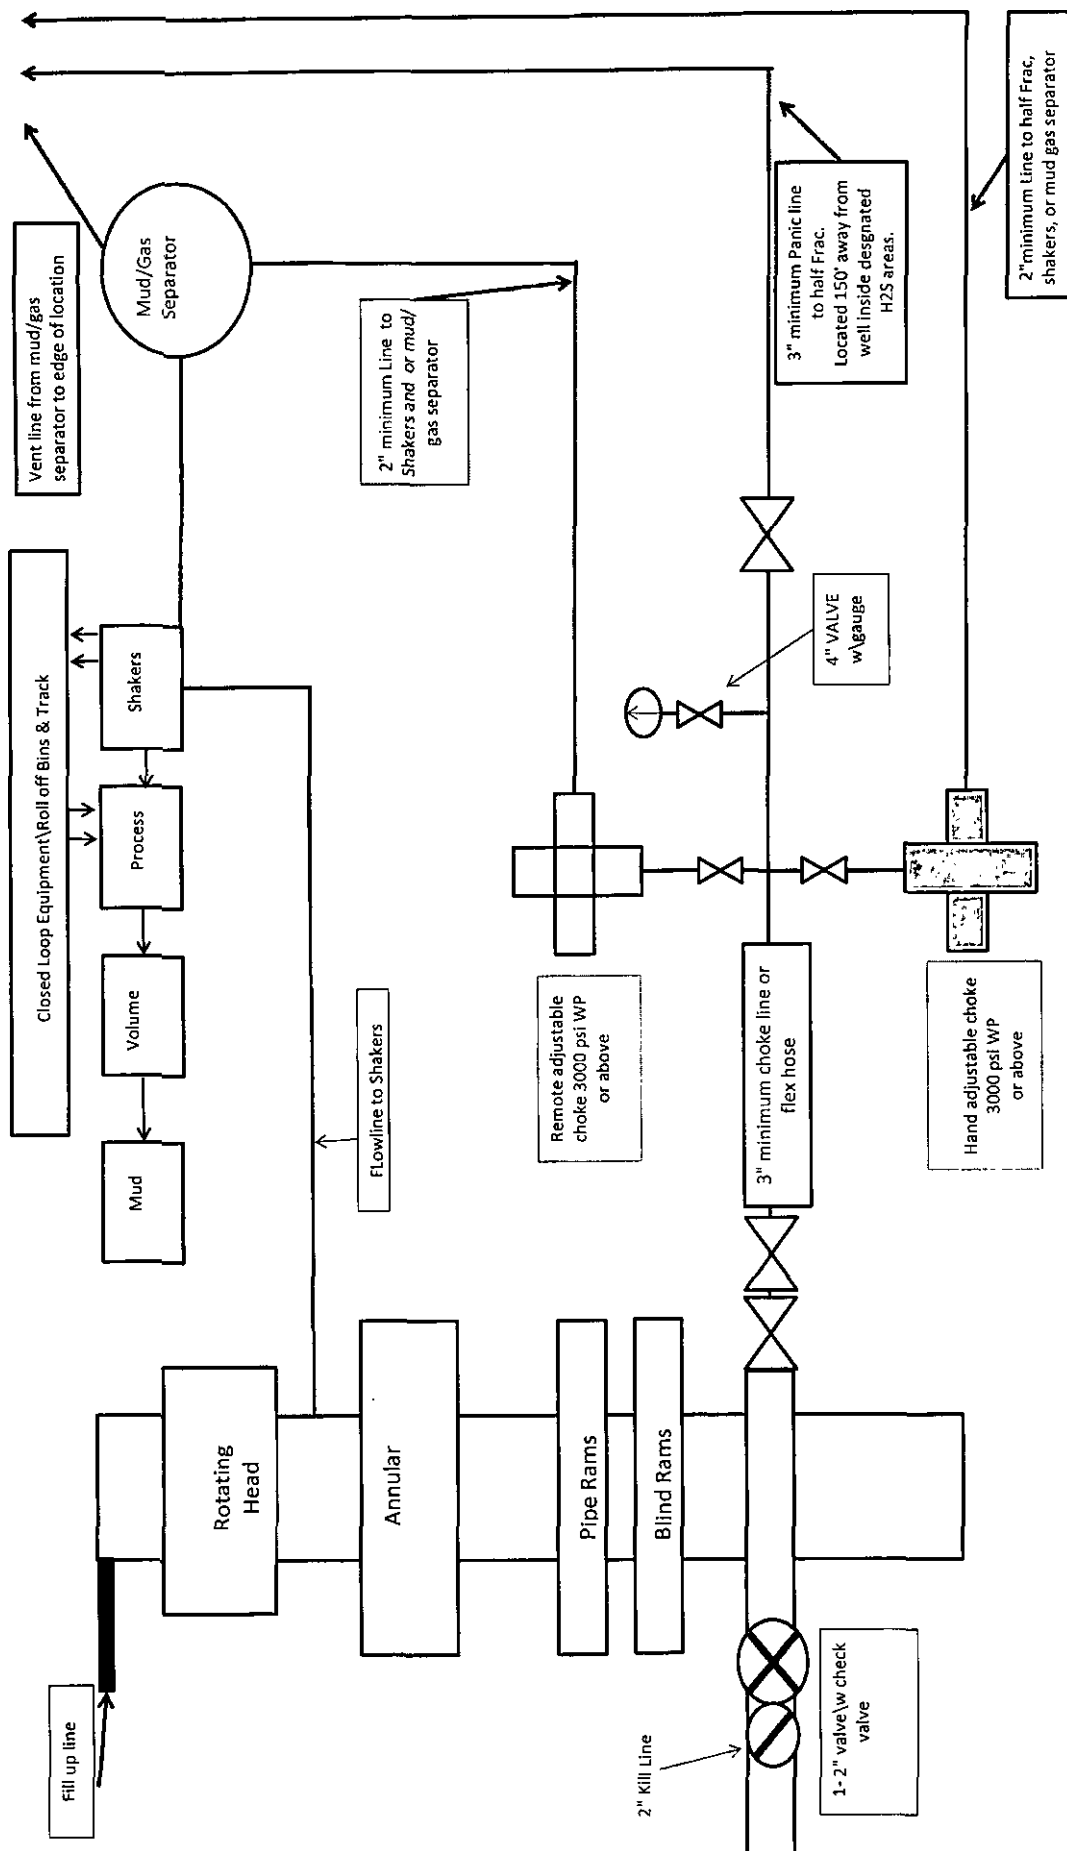 Fill up line
Rotating
Head
Annular
Pipe Rams
Blind Rams
2" Kill Line
1- 2" valve\w check
valve
Closed Loop Equipment\Roll off Bins & Track
Mud
Volume
Process
Shakers
FLowline to Shakers
Vent line from mud/gas
separator to edge of location
Mud/Gas
Separator
2" minimum Line to
Shakers and or mud/
gas separator
Remote adjustable
choke 3000 psi WP
or above
3" minimum choke line or
flex hose
4" VALVE
w\gauge
3" minimum Panic line
to half Frac.
Located 150' away from
well inside desgnated
H2S areas.
Hand adjustable choke
3000 psi WP
or above
2"minimum Line to half Frac,
shakers, or mud gas separator